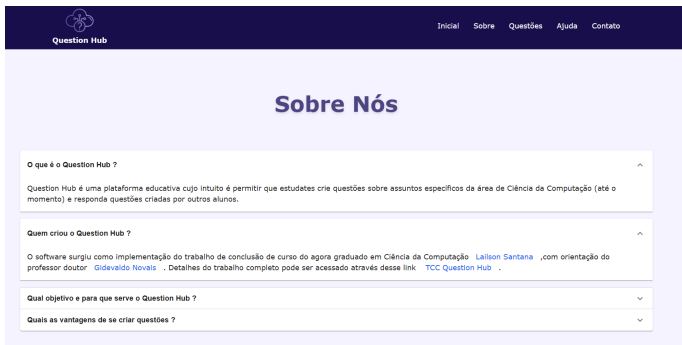 Question Hub
Inicial Sobre Questões Ajuda Contato
Sobre Nós
O que é o Question Hub ?
Question Hub é uma plataforma educativa cujo intuito é permitir que estudates crie questões sobre assuntos específicos da área de Ciência da Computação (até o
momento) e responda questões criadas por outros alunos.
Quem criou o Question Hub ?
O software surgiu como implementação do trabalho de conclusão de curso do agora graduado em Ciência da Computação Lailson Santana ,com orientação do
professor doutor Gidevaldo Novais . Detalhes do trabalho completo pode ser acessado através desse link TCC Question Hub .
Qual objetivo e para que serve o Question Hub ?
Quais as vantagens de se criar questões ?